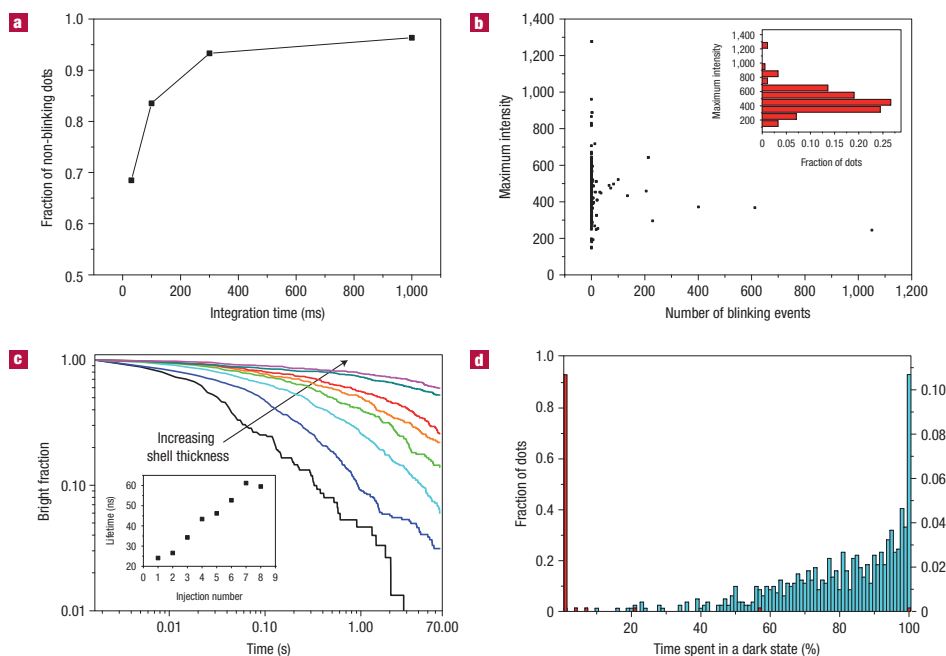 a
1.0
0.9
0.8
0.7
0.6
0.5
Fraction of non-blinking dots
0 200 400 600 800 1,000
Integration time (ms)
b
1,400
1,200
1,000
800
600
400
200
0
Maximum intensity
0 200 400 600 800 1,000 1,200
Number of blinking events
1,400
1,200
1,000
800
600
400
200
Maximum intensity
0 0.05 0.10 0.15 0.20 0.25
Fraction of dots
c
1.00
0.10
0.01
Bright fraction
Increasing
shell thickness
0.01 0.10 1.00 70.00
Time (s)
60
50
40
30
20
Lifetime (ns)
0 1 2 3 4 5 6 7 8 9
Injection number
d
1.0
0.8
0.6
0.4
0.2
0
Fraction of dots
0.10
0.08
0.06
0.04
0.02
0
20 40 60 80 100
Time spent in a dark state (%)